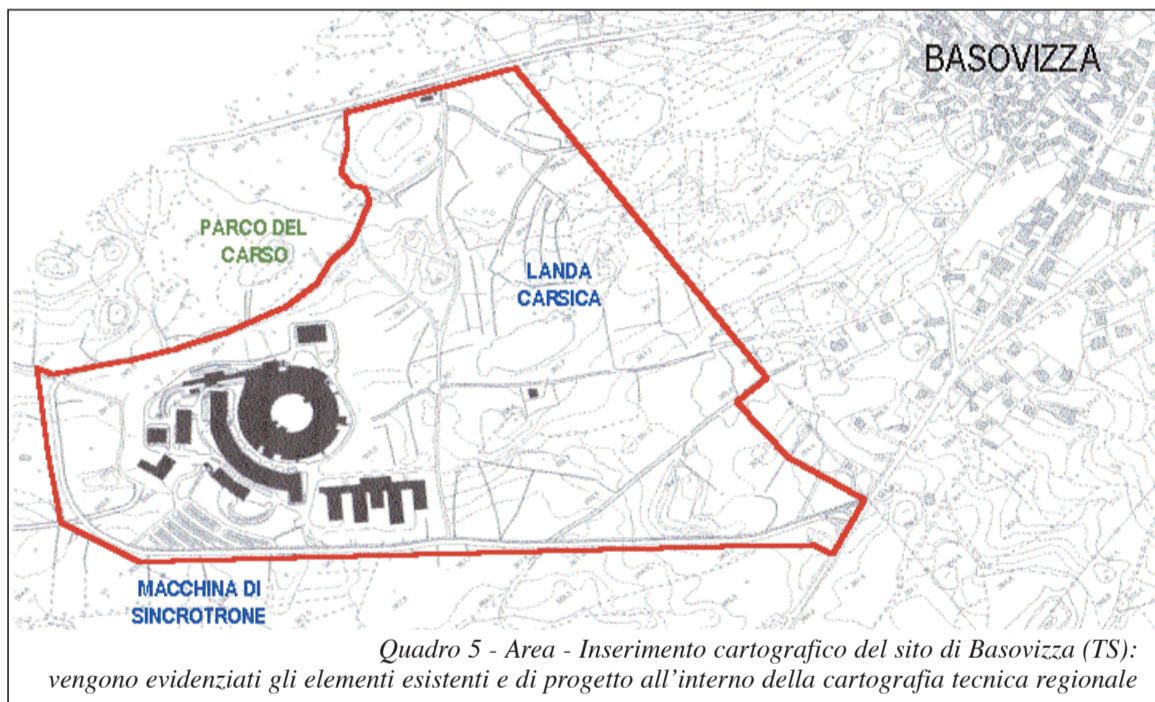 BASOVIZZA
PARCO DEL
CARSO
LANDA
CARSICA
MACCHINA DI
SINCROTRONE
Quadro 5 - Area - Inserimento cartografico del sito di Basovizza (TS):
vengono evidenziati gli elementi esistenti e di progetto all'interno della cartografia tecnica regionale